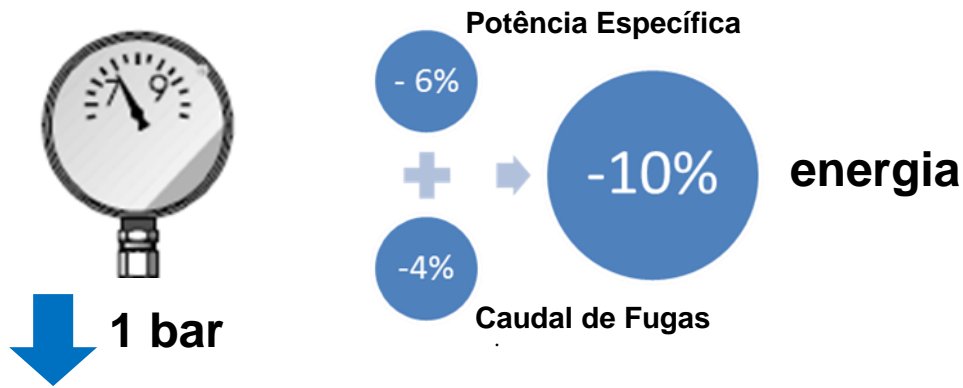 Potência Específica
7 9
- 6%
-10%
energia
-4%
Caudal de Fugas
1 bar